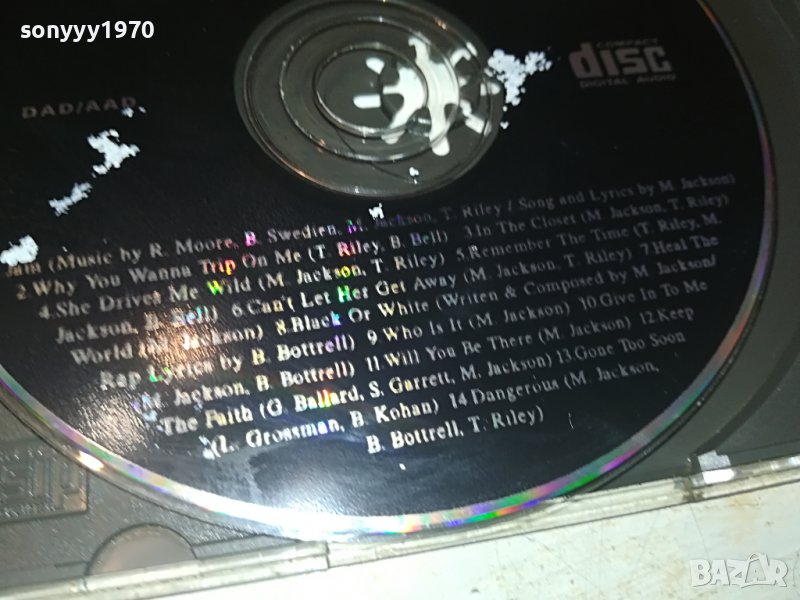 sonyyy1970
COMPACT
disc
DIGITAL AUDIO
DAD/AAD
Jam (Music by R. Moore, B. Swedien, M. Jackson, T. Riley / Song and Lyrics by M. Jackson)
2.Why You Wanna Trip On Me (T. Riley, B. Bell) 3.In The Closet (M. Jackson, T. Riley)
4.She Drives Me Wild (M. Jackson, T. Riley) 5.Remember The Time (T. Riley, M.
Jackson, B. Bell) 6.Can't Let Her Get Away (M. Jackson, T. Riley) 7.Heal The
World (M. Jackson) 8.Black Or White (Writen & Composed by M. Jackson/
Rap Lyrics by B. Bottrell) 9 Who Is It (M. Jackson) 10 Give In To Me
(M. Jackson, B. Bottrell) 11 Will You Be There (M. Jackson) 12 Keep
The Faith (G. Ballard, S. Garrett, M. Jackson) 13 Gone Too Soon
(L. Grossman, B. Kohan) 14 Dangerous (M. Jackson,
B. Bottrell, T. Riley)
BAZAR